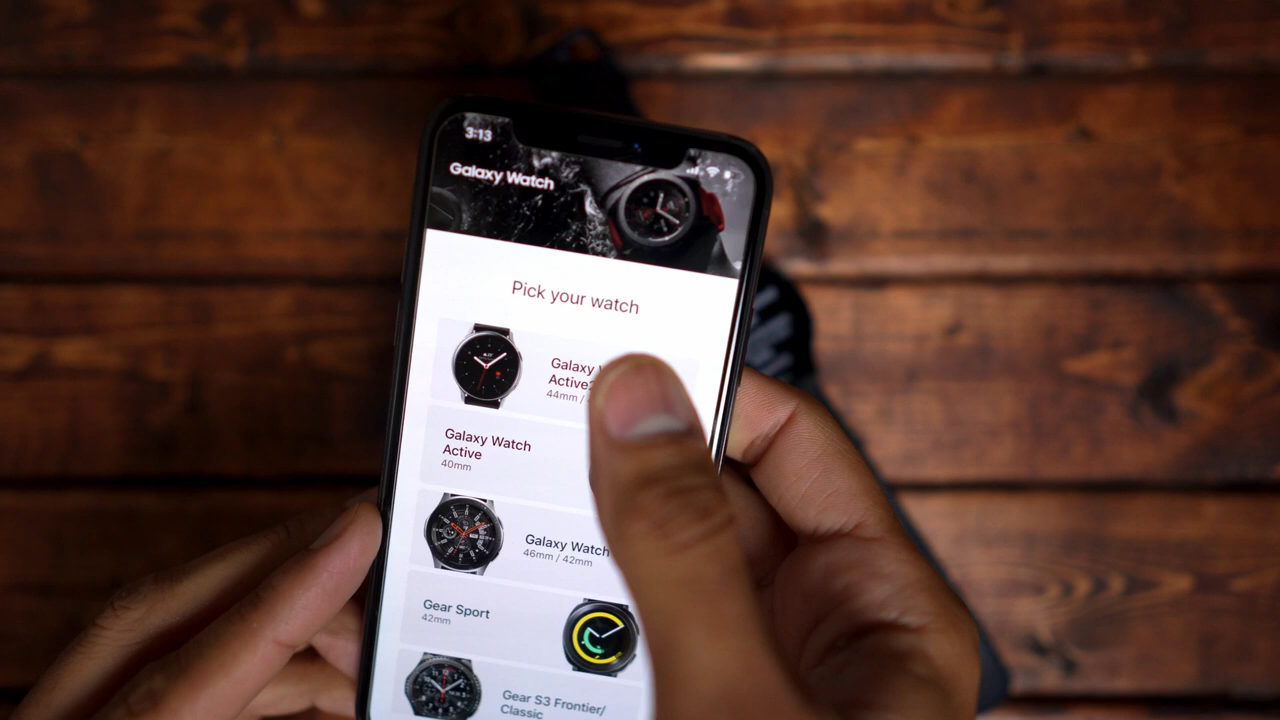 3:13
Galaxy Watch
Pick your watch
Galaxy
Active2
44mm /
Galaxy Watch
Active
40mm
Galaxy Watch
46mm / 42mm
Gear Sport
42mm
Gear S3 Frontier/
Classic